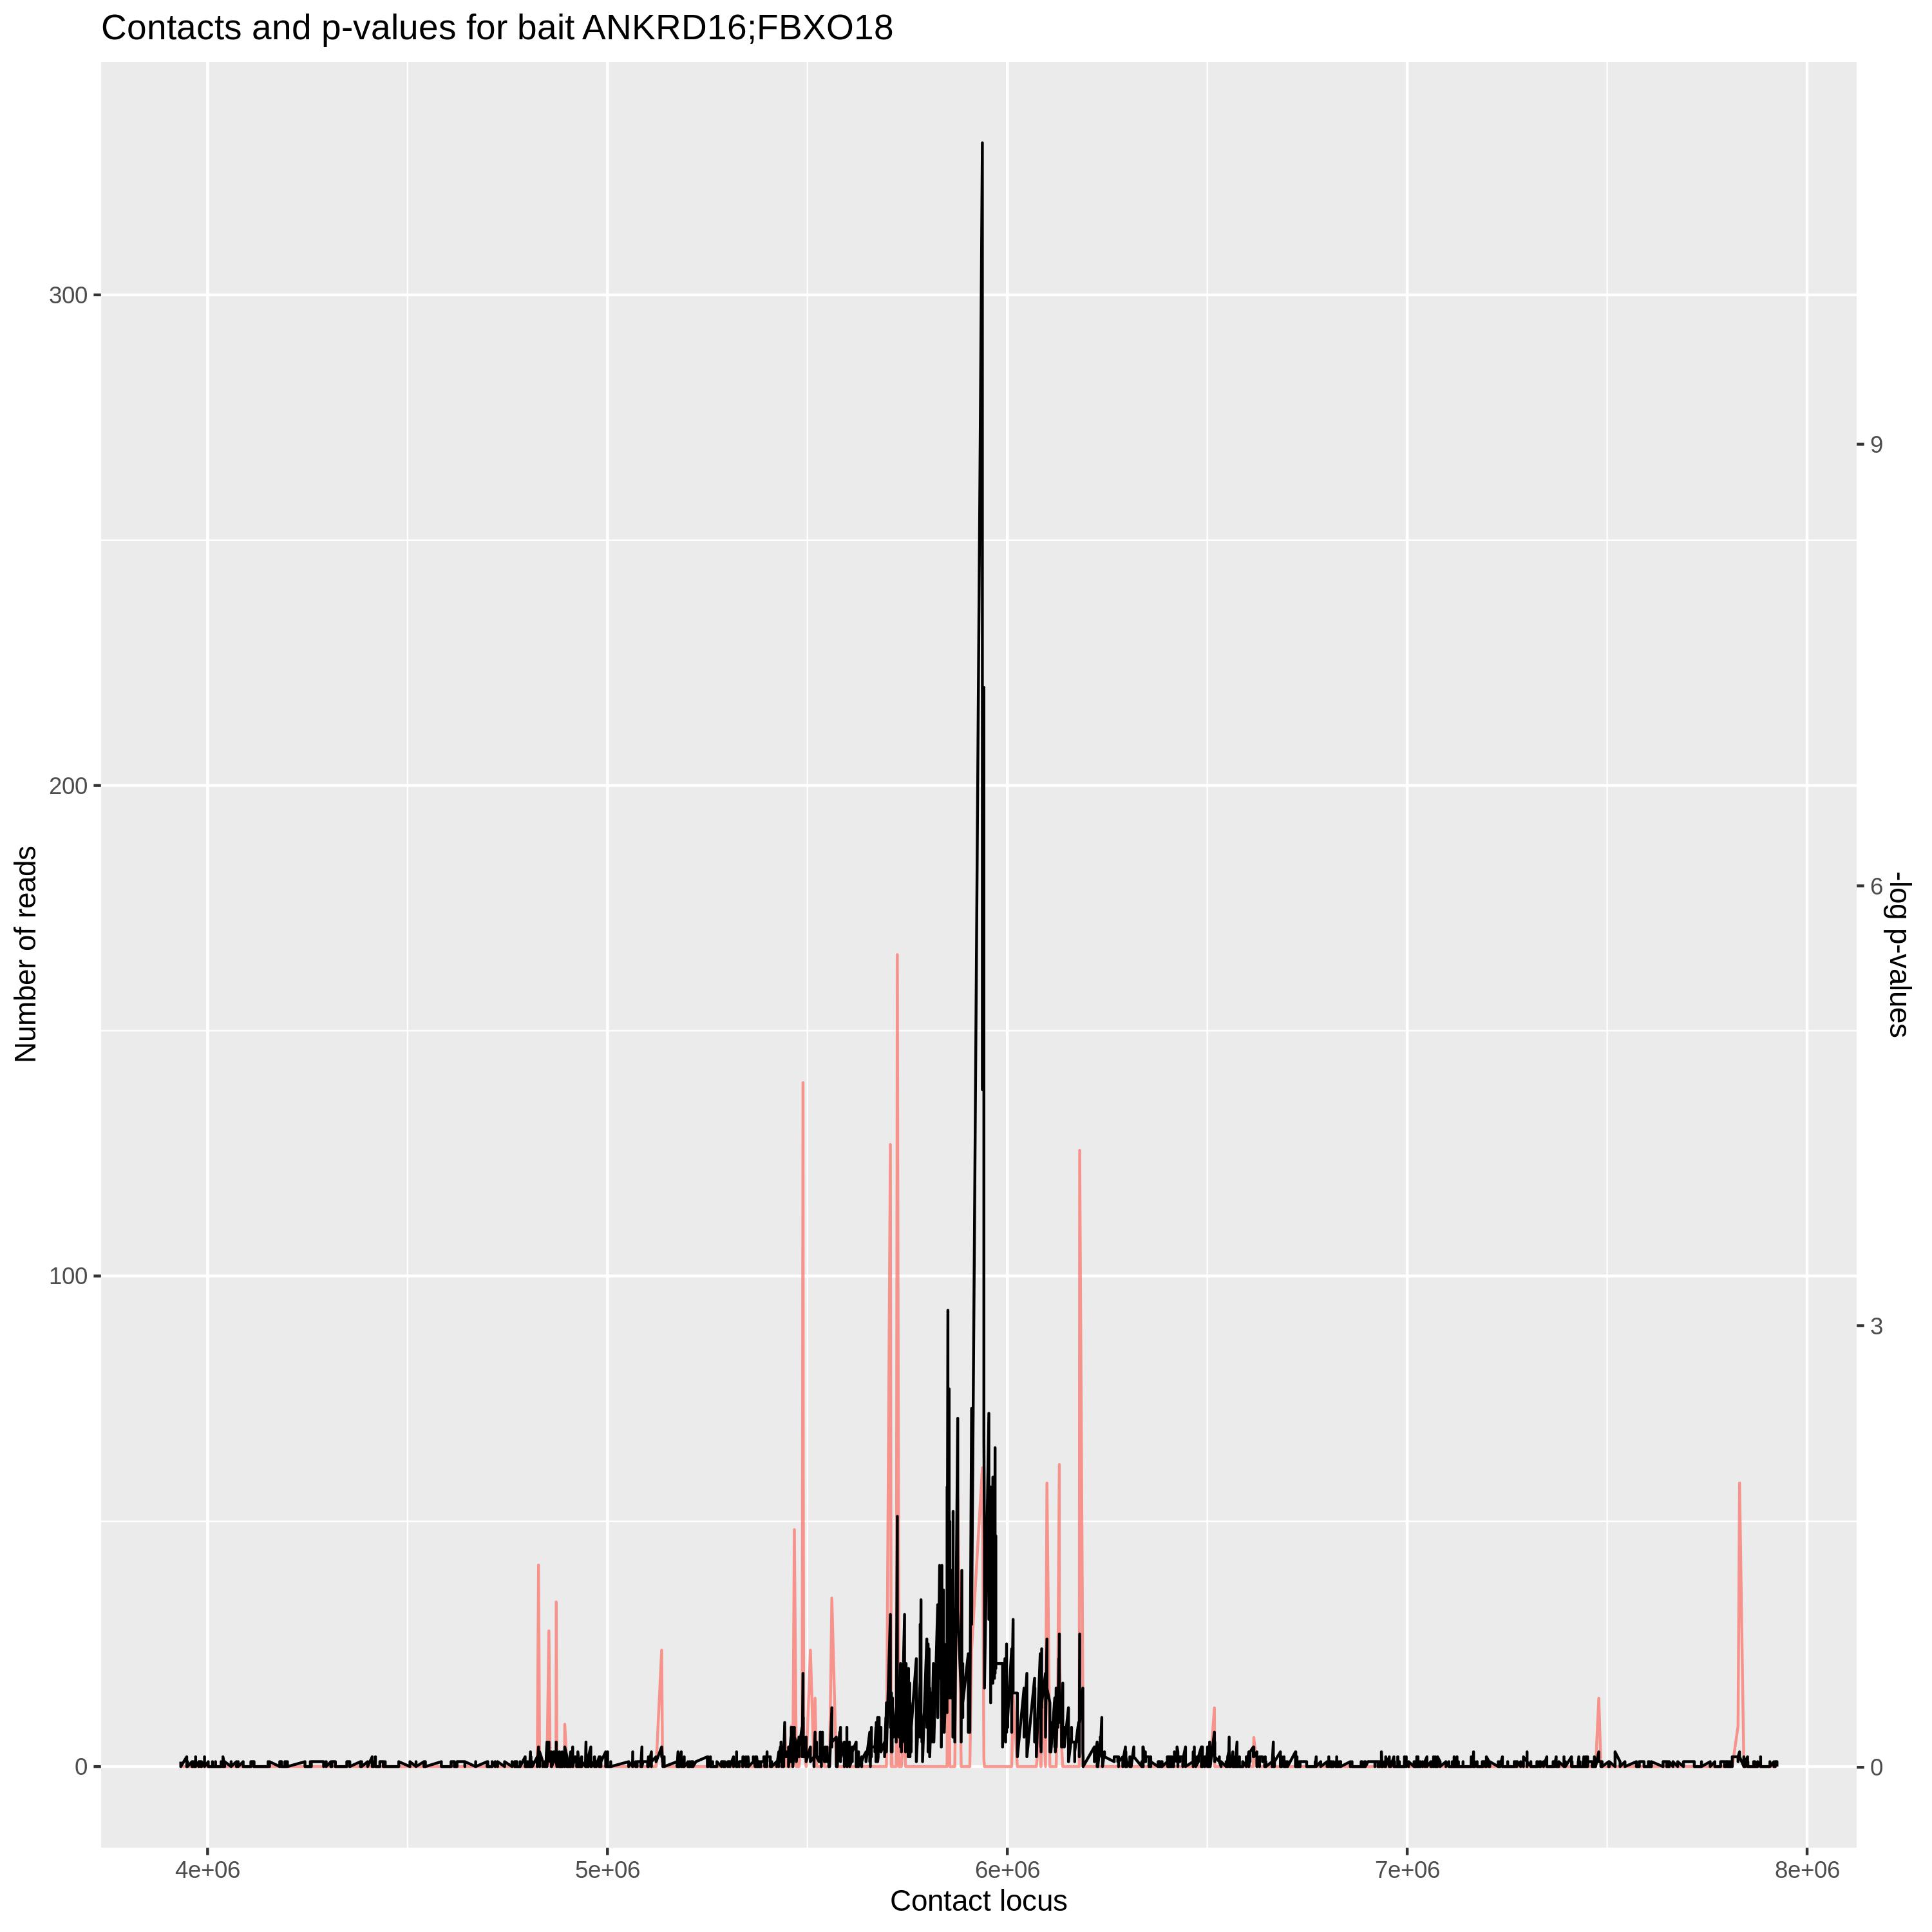 Contacts and p-values for bait ANKRD16;FBXO18
300
200
100
0
Number of reads
9
6
3
0
-log p-values
4e+06 5e+06 6e+06 7e+06 8e+06
Contact locus